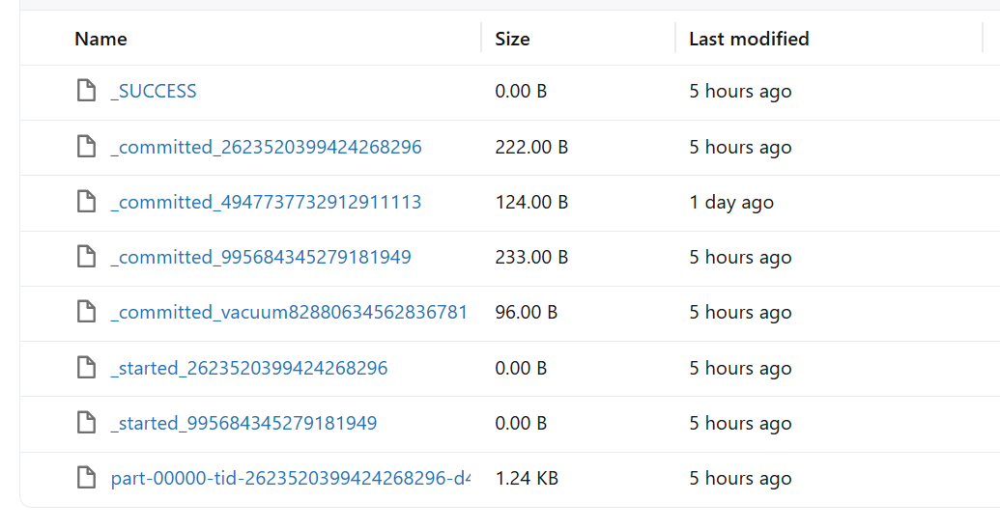 Name Size Last modified
_SUCCESS 0.00 B 5 hours ago
_committed_2623520399424268296 222.00 B 5 hours ago
_committed_4947737732912911113 124.00 B 1 day ago
_committed_995684345279181949 233.00 B 5 hours ago
_committed_vacuum82880634562836781 96.00 B 5 hours ago
_started_2623520399424268296 0.00 B 5 hours ago
_started_995684345279181949 0.00 B 5 hours ago
part-00000-tid-2623520399424268296-d4 1.24 KB 5 hours ago